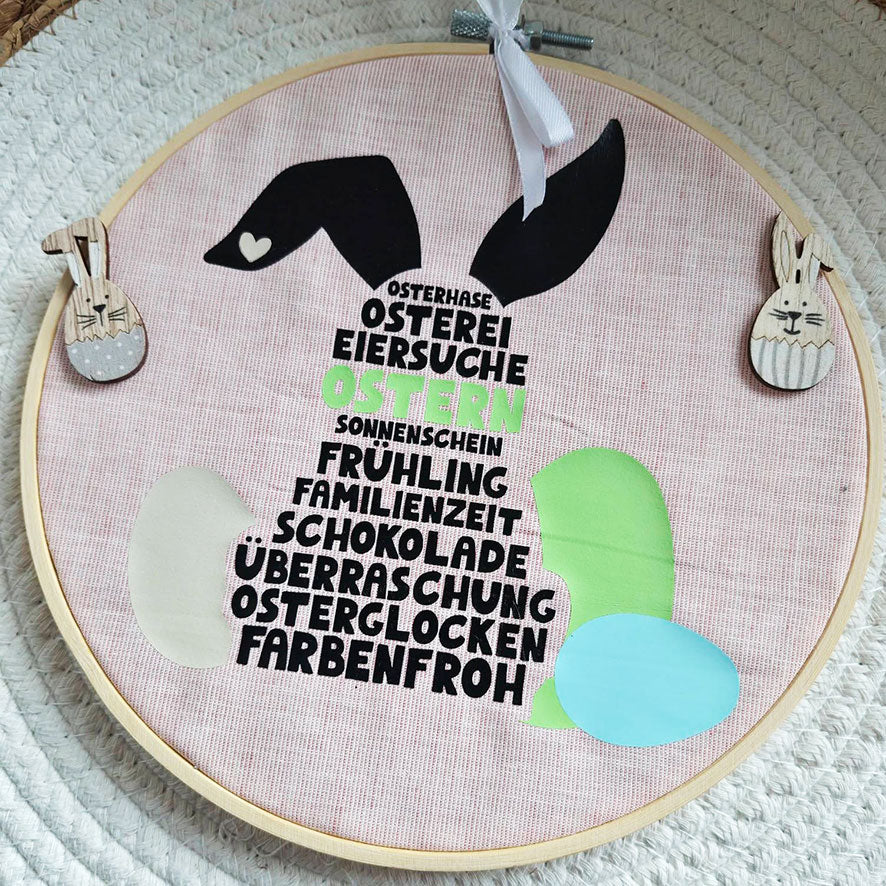 OSTERHASE
OSTEREI
EIERSUCHE
OSTERN
SONNENSCHEIN
FRÜHLING
FAMILIENZEIT
SCHOKOLADE
ÜBERRASCHUNG
OSTERGLOCKEN
FARBENFROH